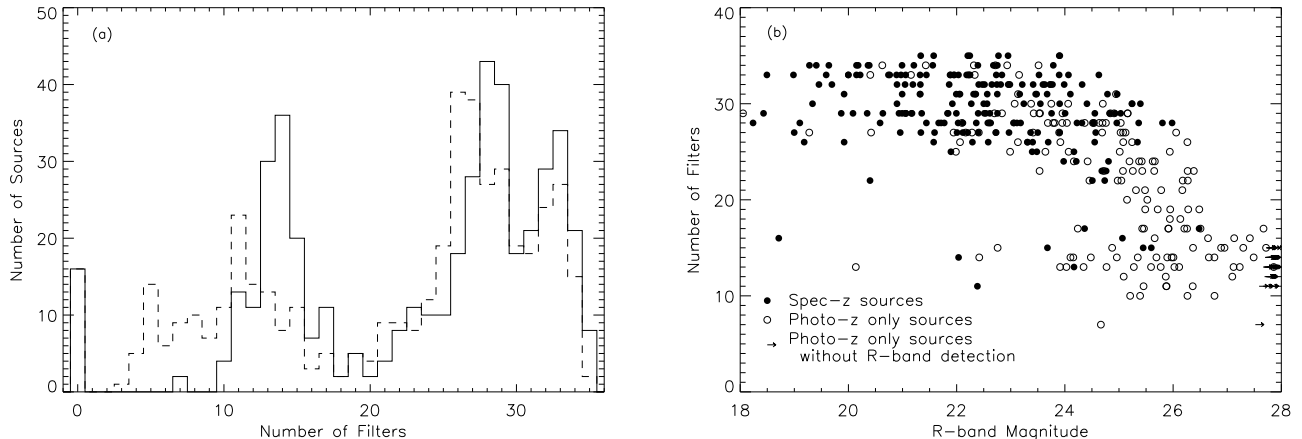 (a)
50
40
30
20
10
0
Number of Sources
0
10
20
30
Number of Filters
(b)
40
30
20
10
0
Number of Filters
Spec-z sources
Photo-z only sources
Photo-z only sources
without R-band detection
18
20
22
24
26
28
R-band Magnitude